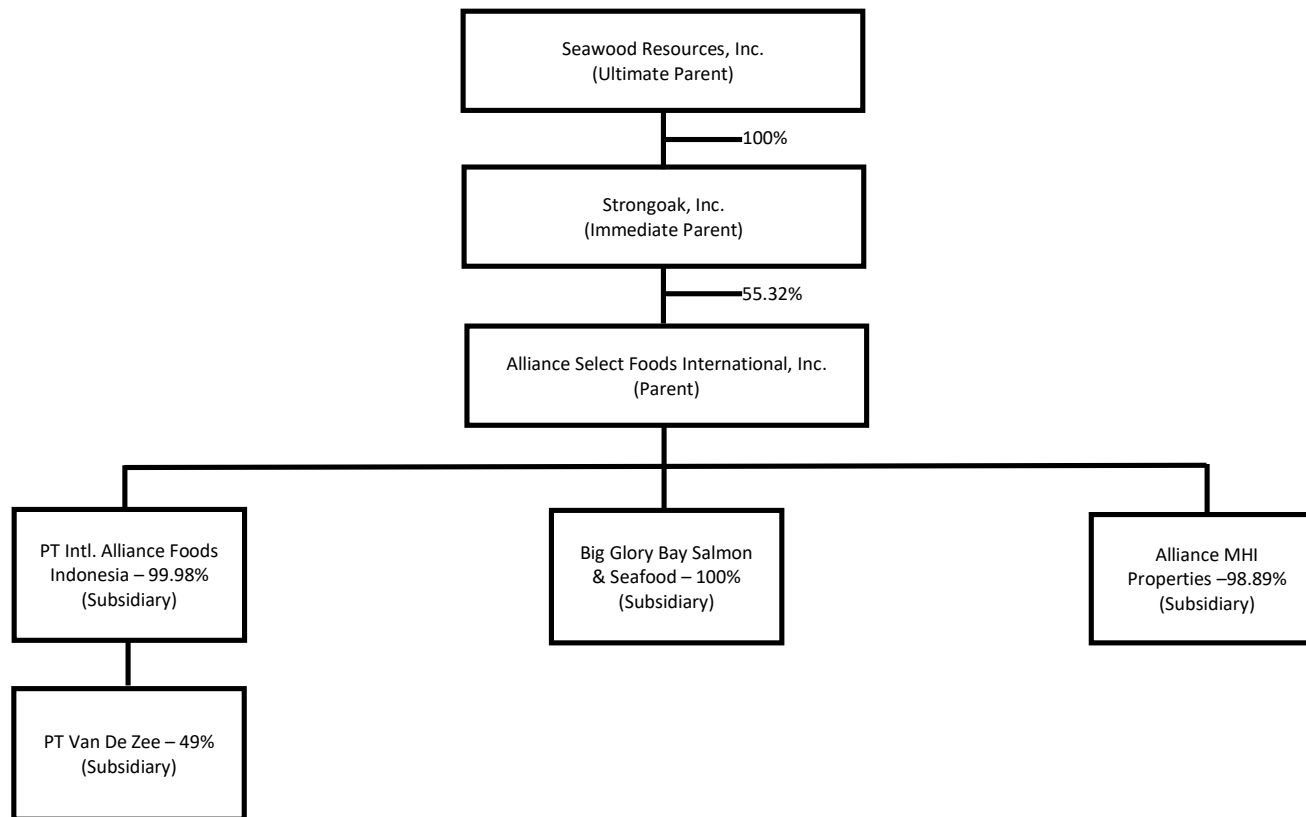 Seawood Resources, Inc.
(Ultimate Parent)
100%
Strongoak, Inc.
(Immediate Parent)
55.32%
Alliance Select Foods International, Inc.
(Parent)
PT Intl. Alliance Foods
Indonesia – 99.98%
(Subsidiary)
Big Glory Bay Salmon
& Seafood – 100%
(Subsidiary)
Alliance MHI
Properties –98.89%
(Subsidiary)
PT Van De Zee – 49%
(Subsidiary)